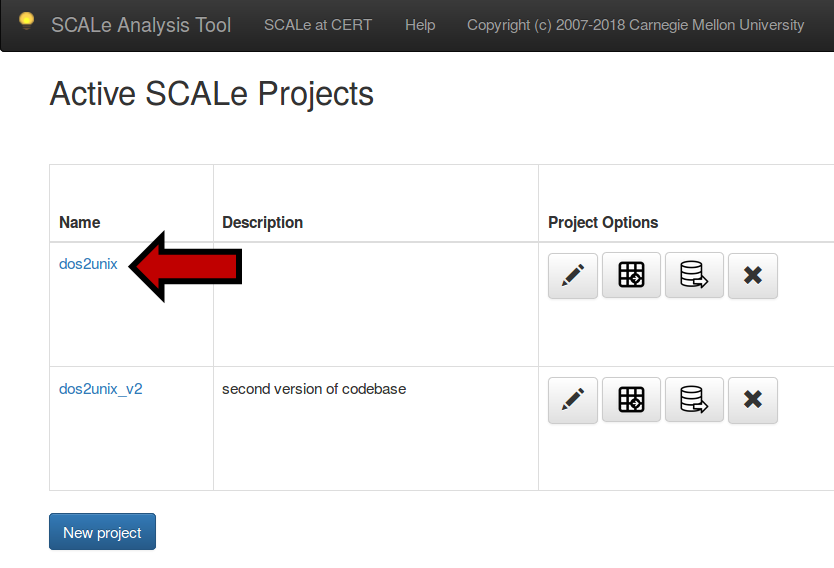 SCALe Analysis Tool SCALe at CERT Help Copyright (c) 2007-2018 Carnegie Mellon University
Active SCALe Projects
Name Description Project Options
dos2unix
dos2unix_v2 second version of codebase
New project